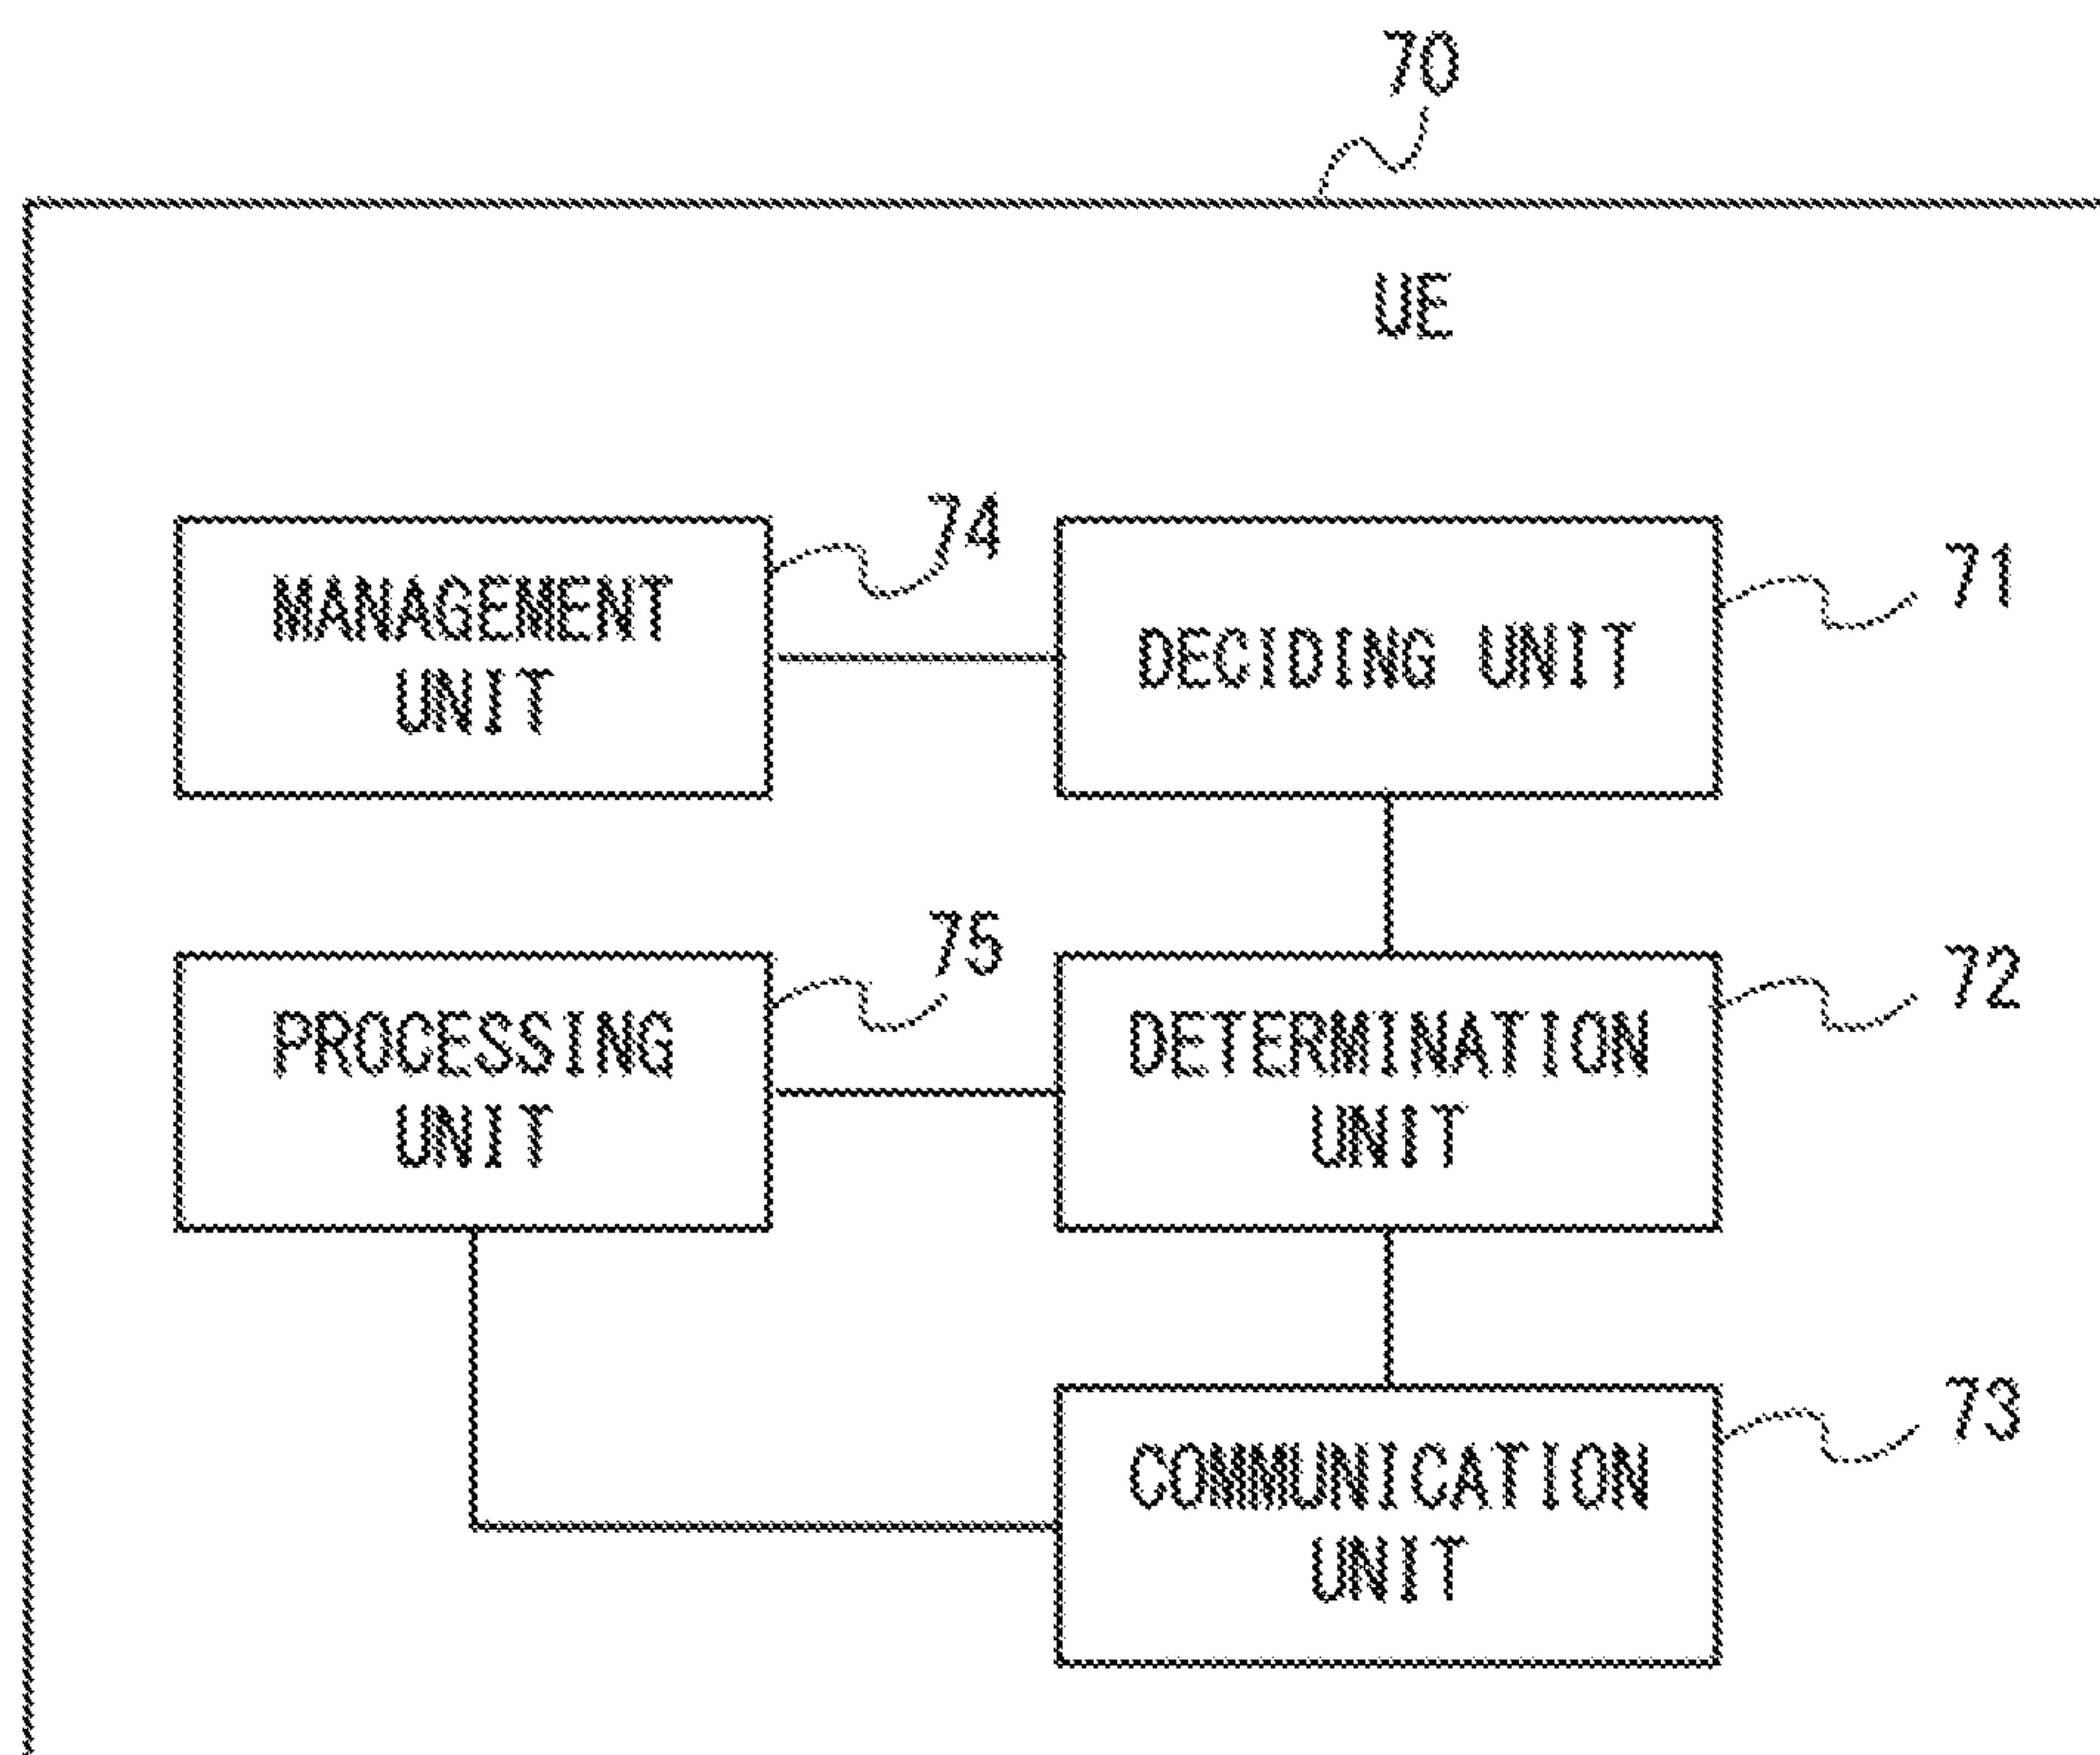 70
UE
74
MANAGEMENT
UNIT
71
DECIDING UNIT
75
PROCESSING
UNIT
72
DETERMINATION
UNIT
73
COMMUNICATION
UNIT